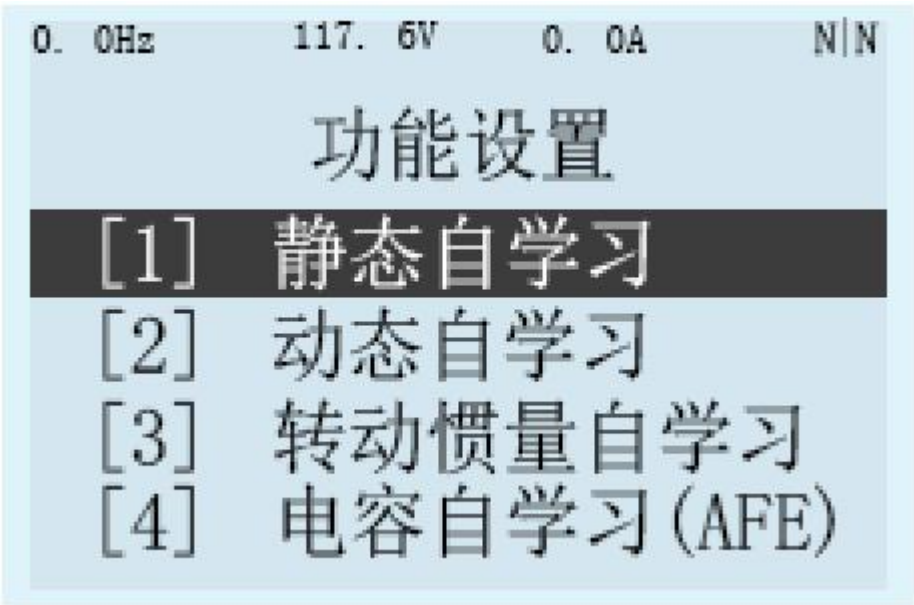 0. 0Hz 117. 6V 0. 0A N|N
功能设置
[1] 静态自学习
[2] 动态自学习
[3] 转动惯量自学习
[4] 电容自学习(AFE)